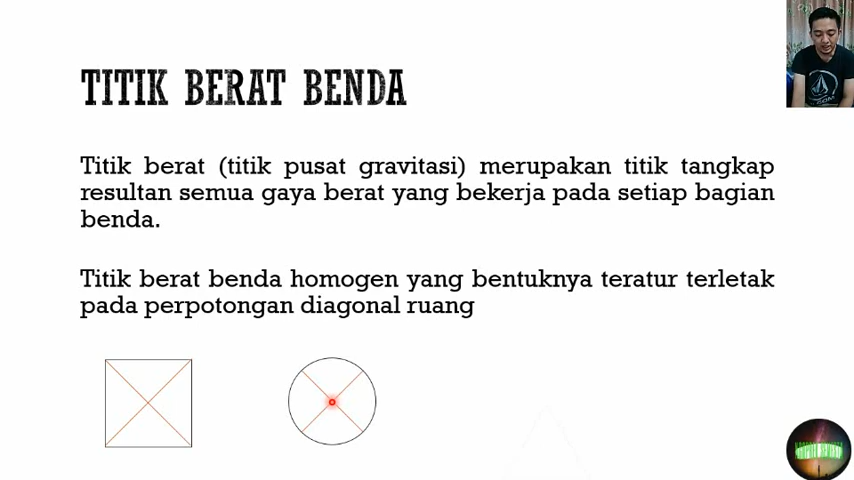 TITIK BERAT BENDA
Titik berat (titik pusat gravitasi) merupakan titik tangkap
resultan semua gaya berat yang bekerja pada setiap bagian
benda.
Titik berat benda homogen yang bentuknya teratur terletak
pada perpotongan diagonal ruang